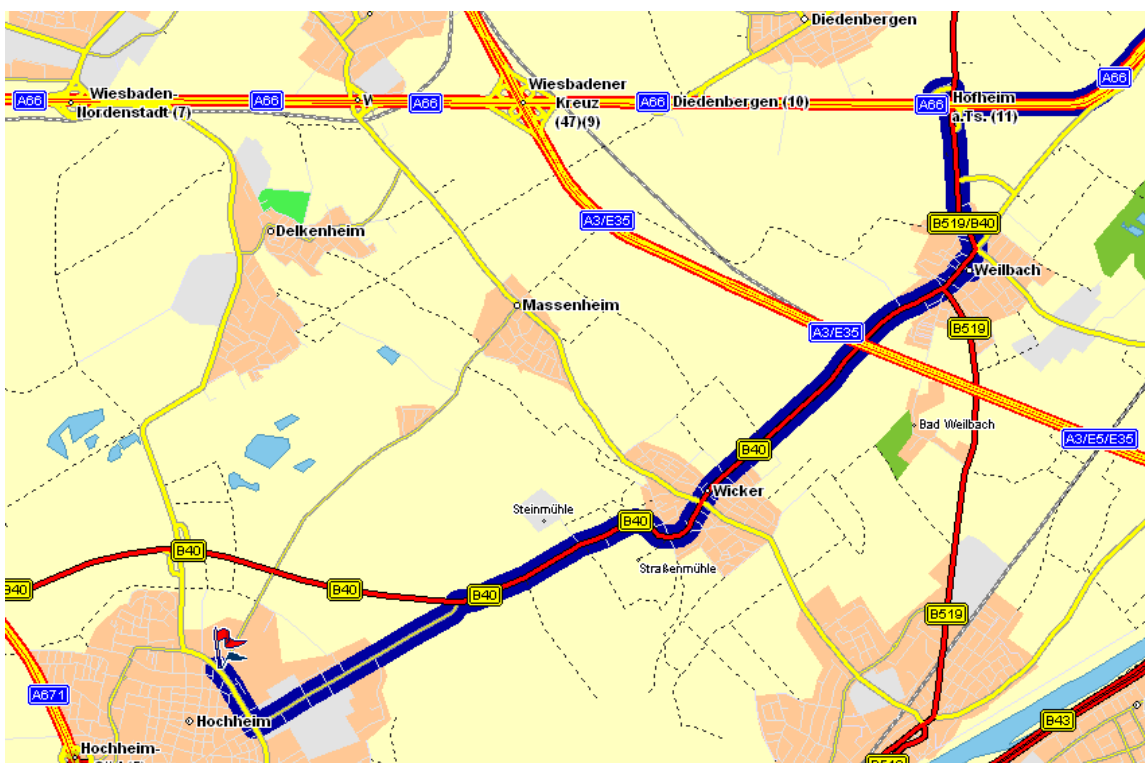 Diedenbergen
Wiesbadener
Kreuz
(47)(9)
A66
Wiesbaden-
Nordenstadt (7)
A66
A66
A66
Diedenbergen (10)
A66
Hofheim
a.Ts. (11)
A66
A3/E35
B519/B40
Delkenheim
Weilbach
Massenheim
A3/E35
B519
Bad Weilbach
A3/E5/E35
B40
Wicker
Steinmühle
B40
Straßenmühle
B40
B40
B40
B40
B519
A671
Hochheim
B43
Hochheim-